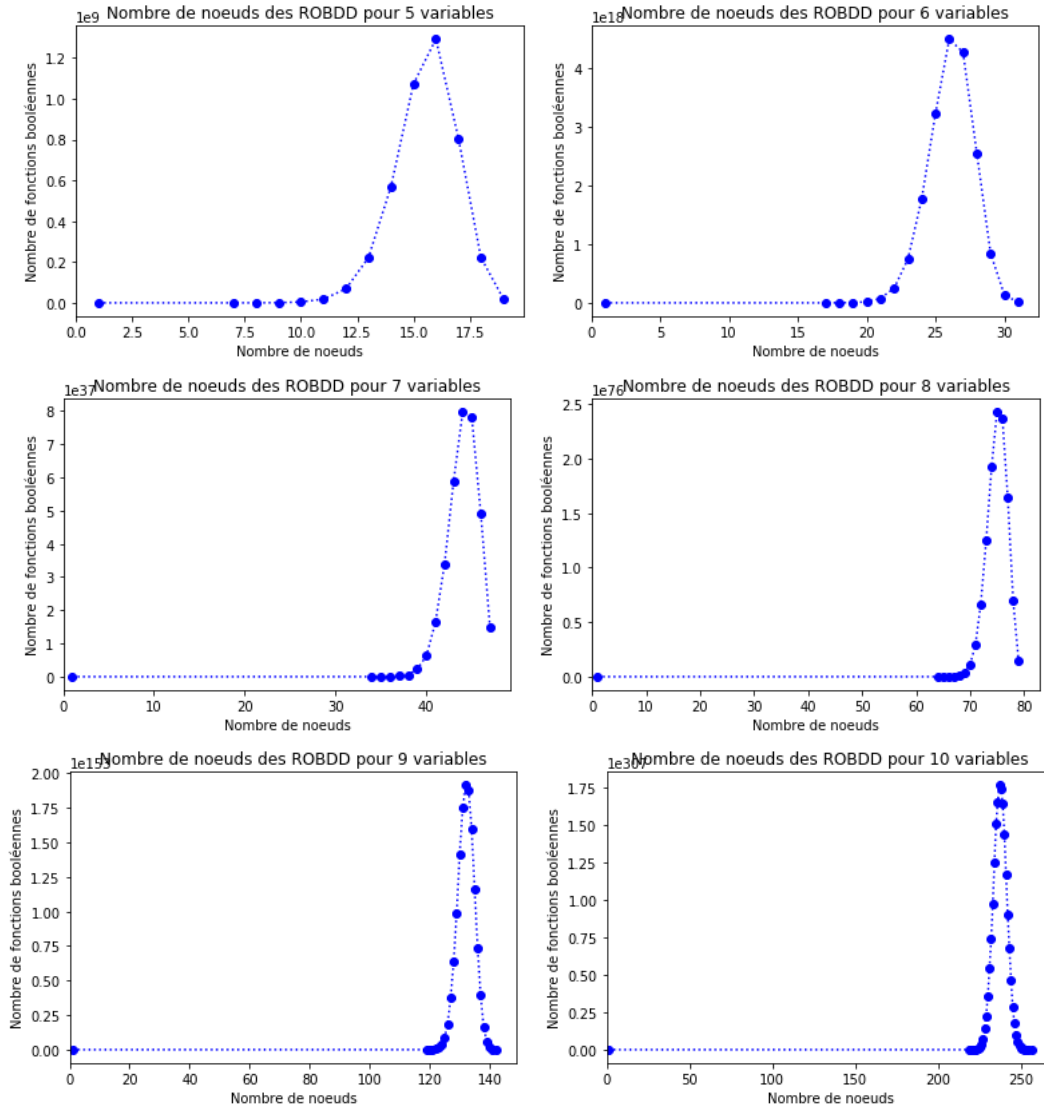 1e9
Nombre de noeuds des ROBDD pour 5 variables
Nombre de fonctions booléennes
1.2
1.0
0.8
0.6
0.4
0.2
0.0
0.0 2.5 5.0 7.5 10.0 12.5 15.0 17.5
Nombre de noeuds
1e18
Nombre de noeuds des ROBDD pour 6 variables
Nombre de fonctions booléennes
4
3
2
1
0
0 5 10 15 20 25 30
Nombre de noeuds
1e37
Nombre de noeuds des ROBDD pour 7 variables
Nombre de fonctions booléennes
8
7
6
5
4
3
2
1
0
0 10 20 30 40
Nombre de noeuds
1e76
Nombre de noeuds des ROBDD pour 8 variables
Nombre de fonctions booléennes
2.5
2.0
1.5
1.0
0.5
0.0
0 10 20 30 40 50 60 70 80
Nombre de noeuds
1e153
Nombre de noeuds des ROBDD pour 9 variables
Nombre de fonctions booléennes
2.00
1.75
1.50
1.25
1.00
0.75
0.50
0.25
0.00
0 20 40 60 80 100 120 140
Nombre de noeuds
1e307
Nombre de noeuds des ROBDD pour 10 variables
Nombre de fonctions booléennes
1.75
1.50
1.25
1.00
0.75
0.50
0.25
0.00
0 50 100 150 200 250
Nombre de noeuds